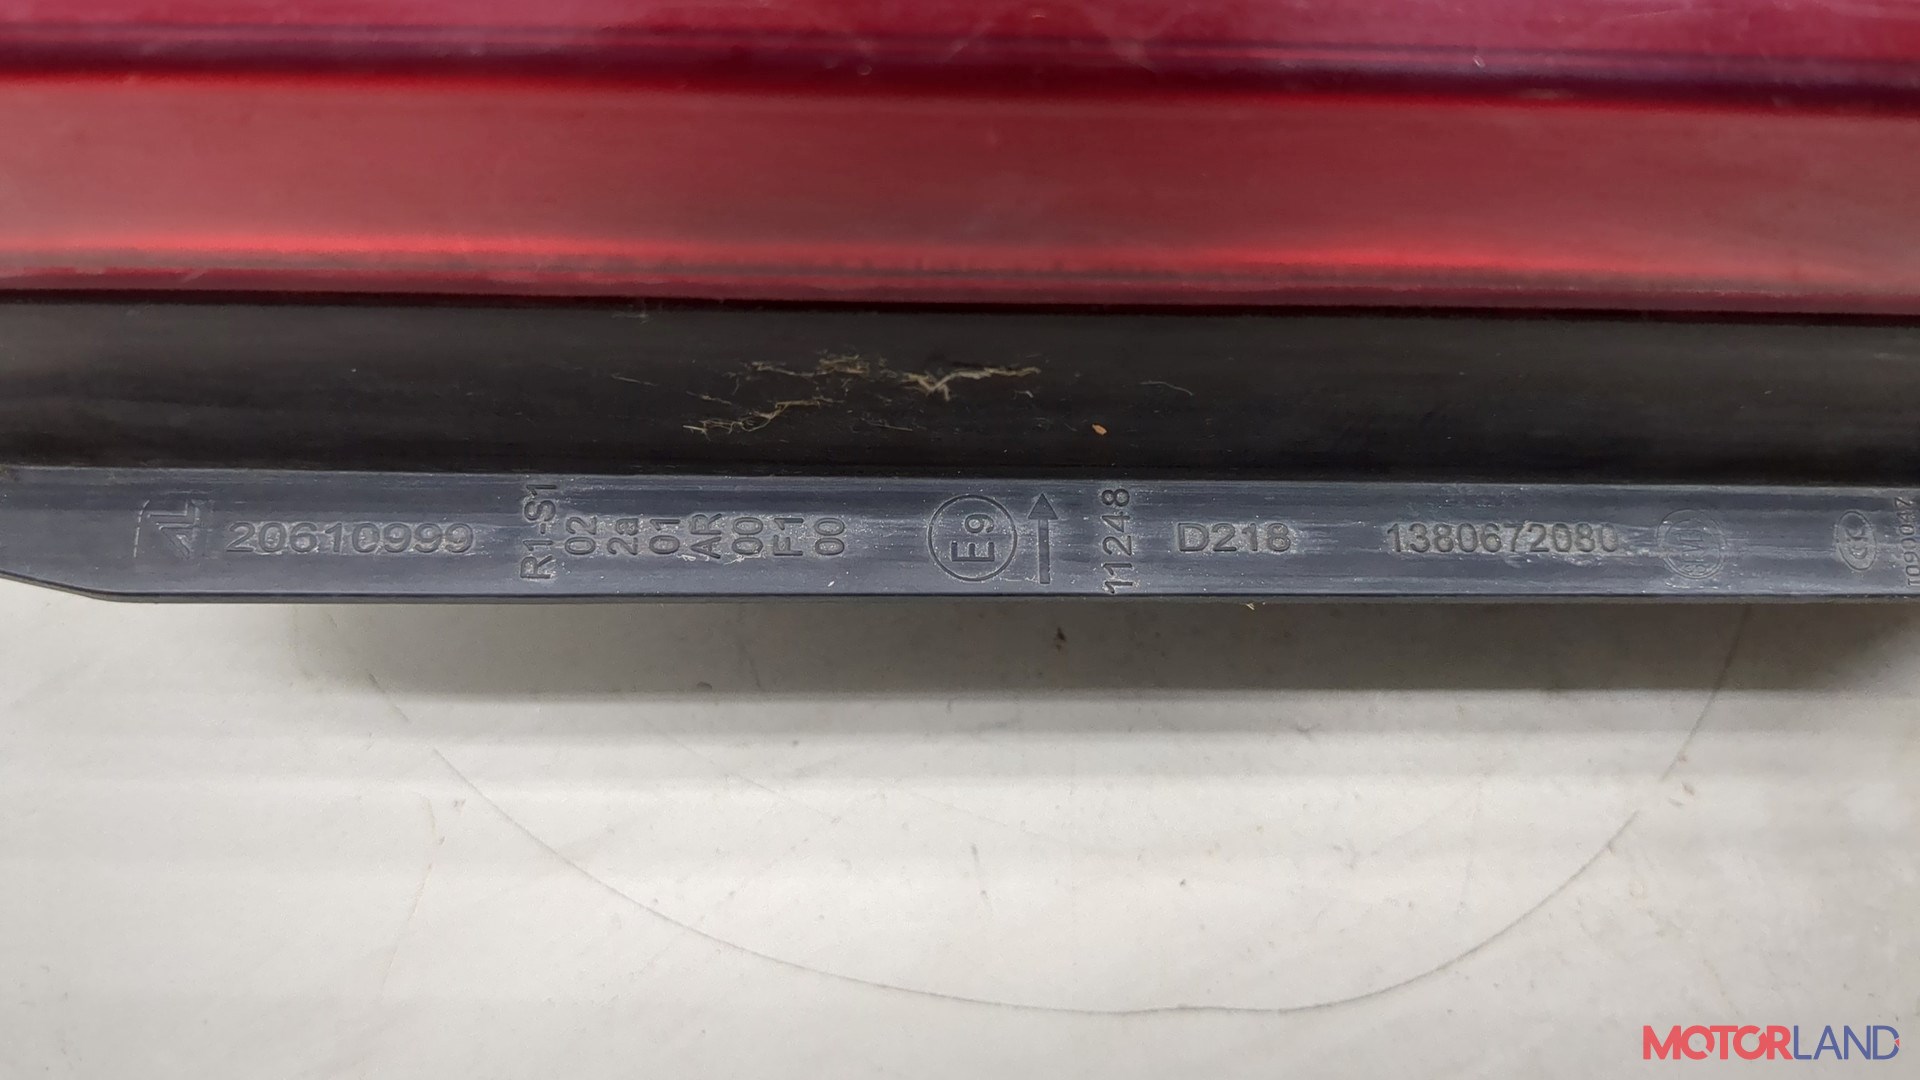 AL 20610999
R1-S1
02
2a
01
AR
00
F1
00
E9
11248
D218
1380672080
MOTORLAND